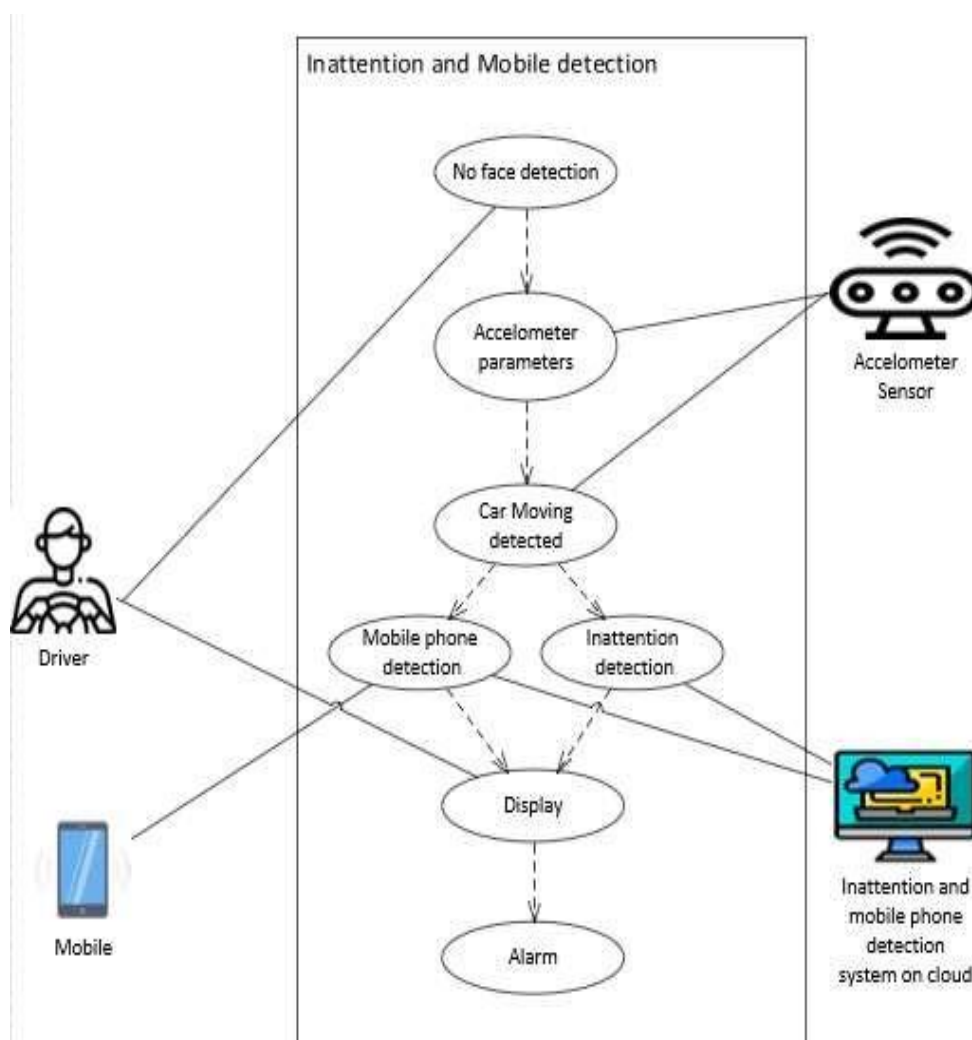 Inattention and Mobile detection
No face detection
Accelometer
parameters
Accelometer
Sensor
Car Moving
detected
Driver
Mobile phone
detection
Inattention
detection
Display
Mobile
Inattention and
mobile phone
detection
system on cloud
Alarm